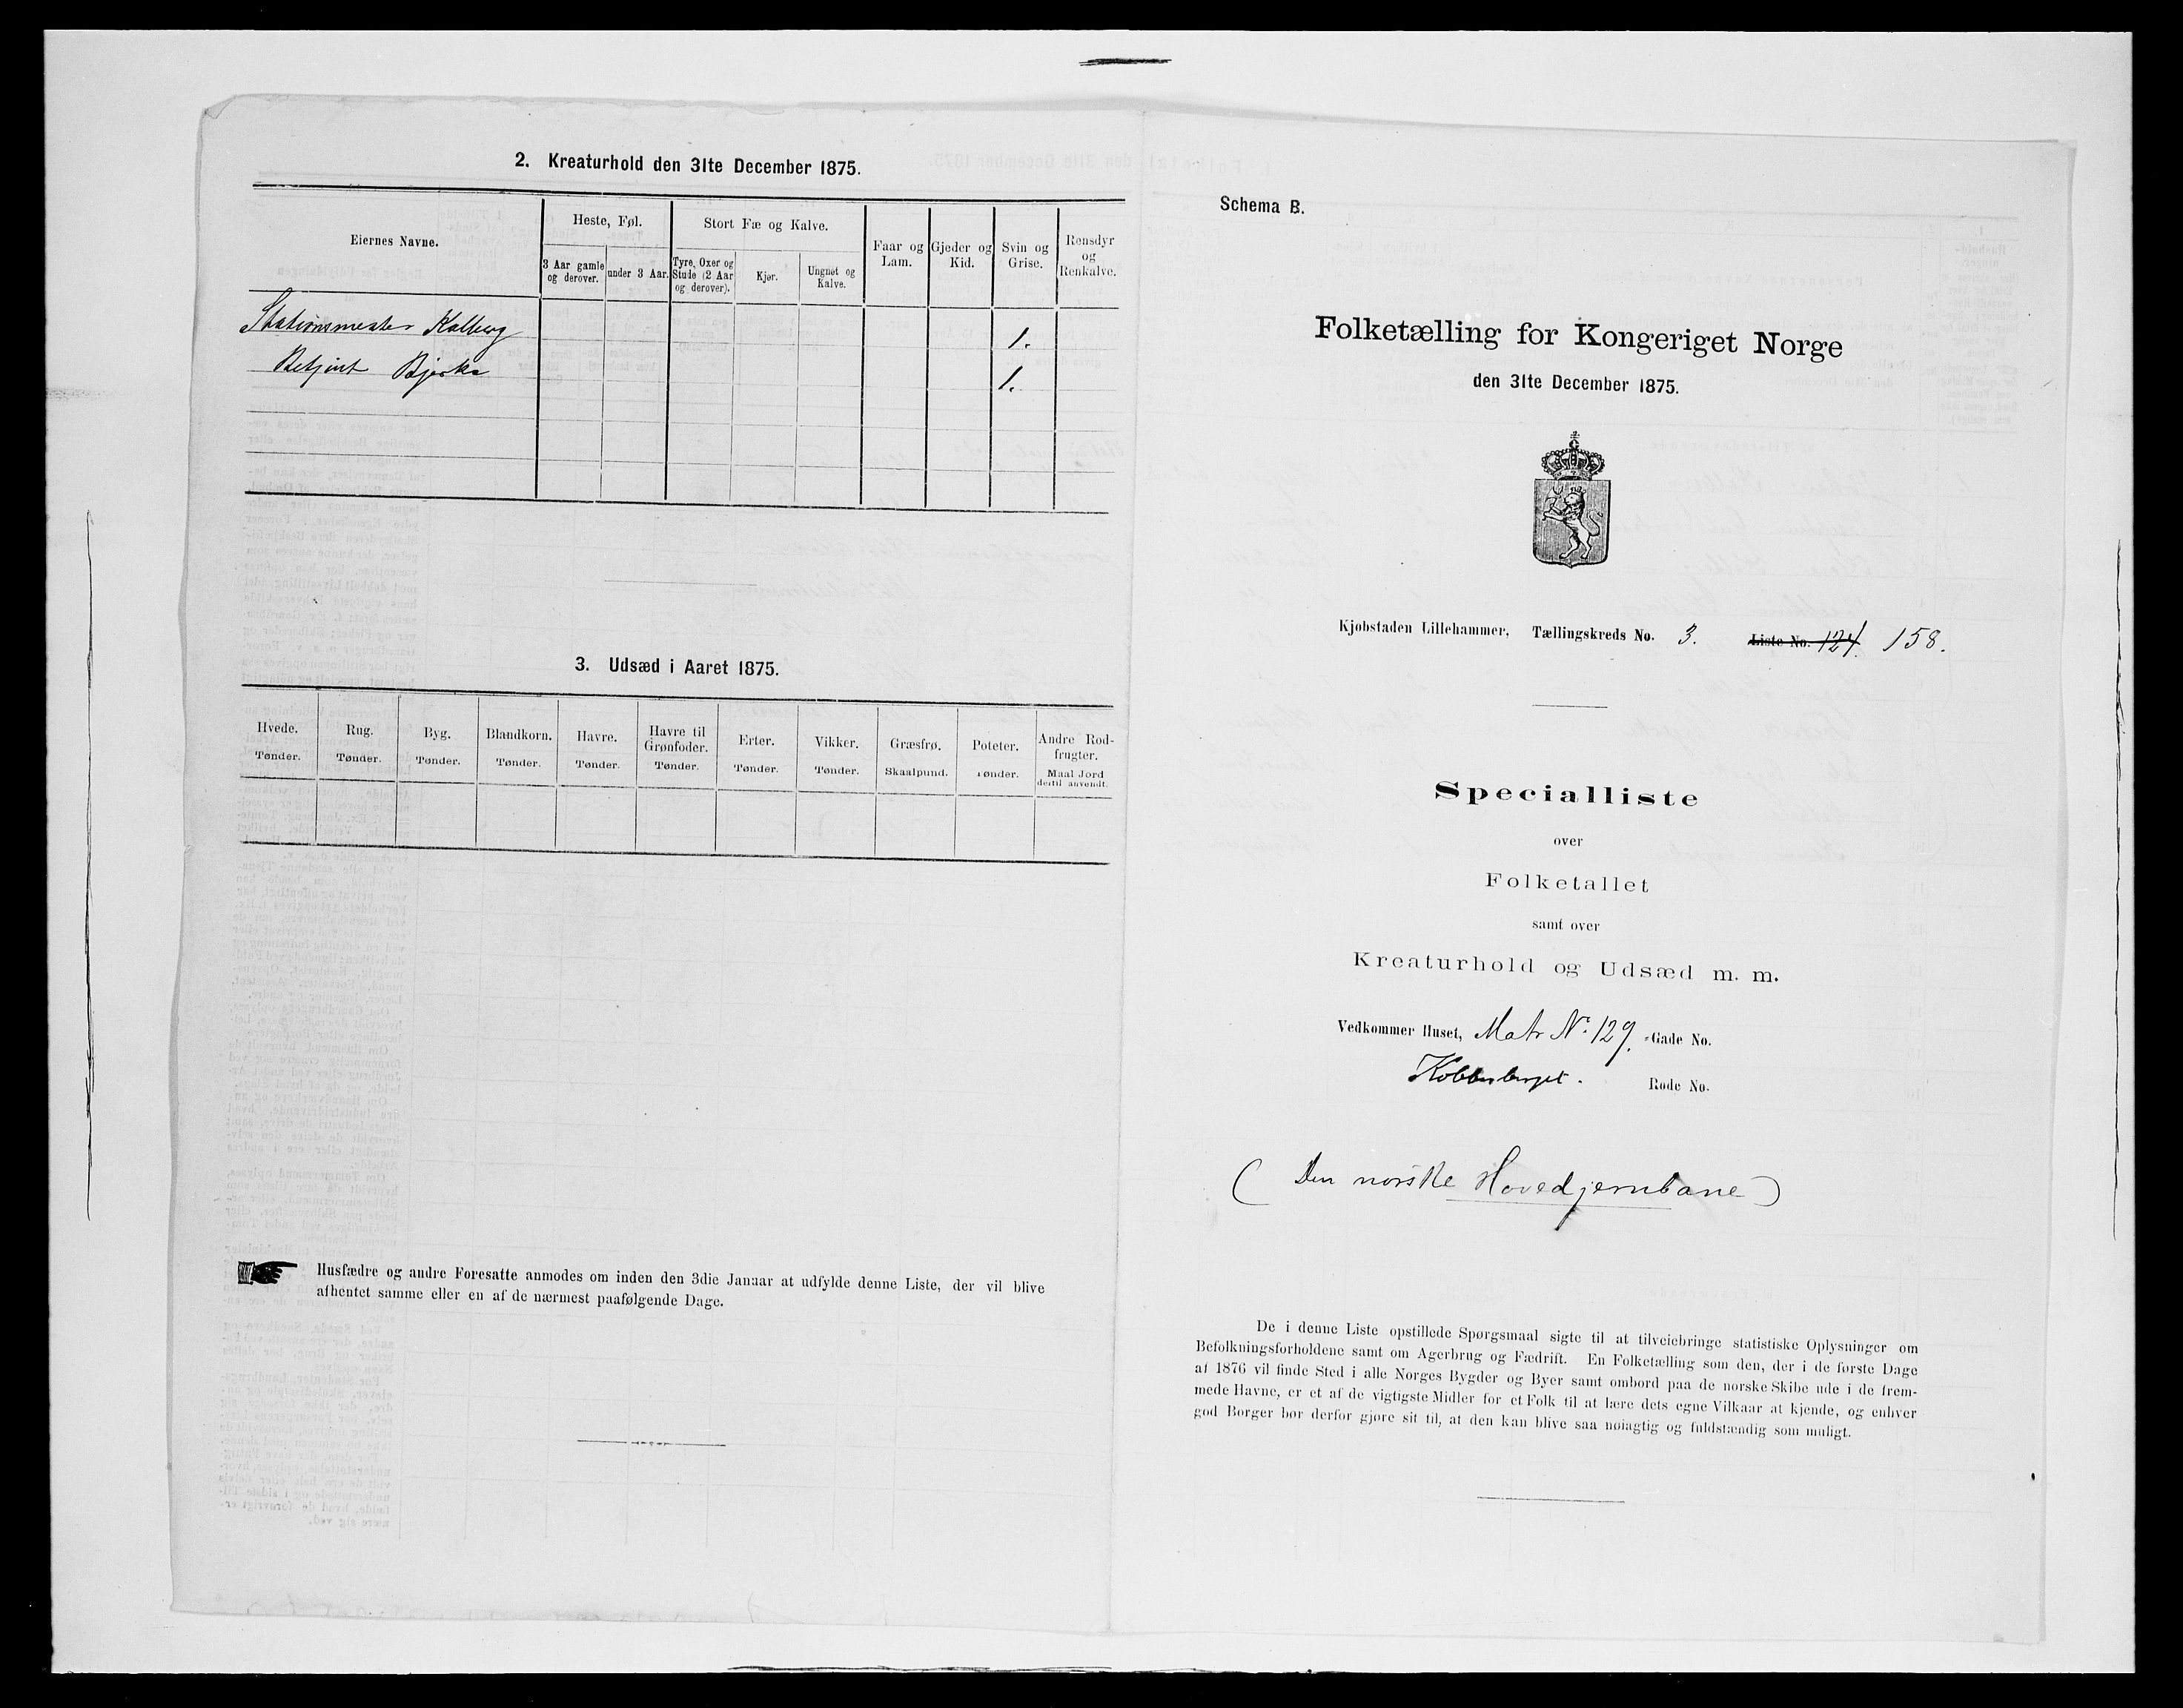 2. Kreaturhold den 31te December 1875.
Eiernes Navne.
Heste, Føl.
Stort Fæ og Kalve.
Faar og Lam.
Gjeder og Kid.
Svin og Grise.
Rensdyr og Renkalve.
3 Aar gamle og derover.
under 3 Aar.
Tyre, Oxer og Stude (2 Aar og derover).
Kjør.
Ungnøt og Kalve.
Stationsmester Kalberg 1.
Betjent Bjerke 1.
3. Udsæd i Aaret 1875.
Hvede. Tønder.
Rug. Tønder.
Byg. Tønder.
Blandkorn. Tønder.
Havre. Tønder.
Havre til Grønfoder. Tønder.
Erter. Tønder.
Vikker. Tønder.
Græsfrø. Skaalpund.
Poteter. Tønder.
Andre Rodfrugter. Maal Jord dertil anvendt.
Husfædre og andre Foresatte anmodes om inden den 3die Januar at udfylde denne Liste, der vil blive
afhentet samme eller en af de nærmest paafølgende Dage.
Schema B.
Folketælling for Kongeriget Norge
den 31te December 1875.
Kjøbstaden Lillehammer, Tællingskreds No. 3. Liste No. 124. 158.
Specialliste
over
Folketallet
samt over
Kreaturhold og Udsæd m. m.
Vedkommer Huset, Matr No. 129. -Gade No.
Kobberberget. Rode No.
(Den norske Hovedjernbane)
De i denne Liste opstillede Spørgsmaal sigte til at tilveiebringe statistiske Oplysninger om
Befolkningsforholdene samt om Agerbrug og Fædrift. En Folketælling som den, der i de første Dage
af 1876 vil finde Sted i alle Norges Bygder og Byer samt ombord paa de norske Skibe ude i de frem-
mede Havne, er et af de vigtigste Midler for et Folk til at lære dets egne Vilkaar at kjende, og enhver
god Borger bør derfor gjøre sit til, at den kan blive saa nøiagtig og fuldstændig som muligt.